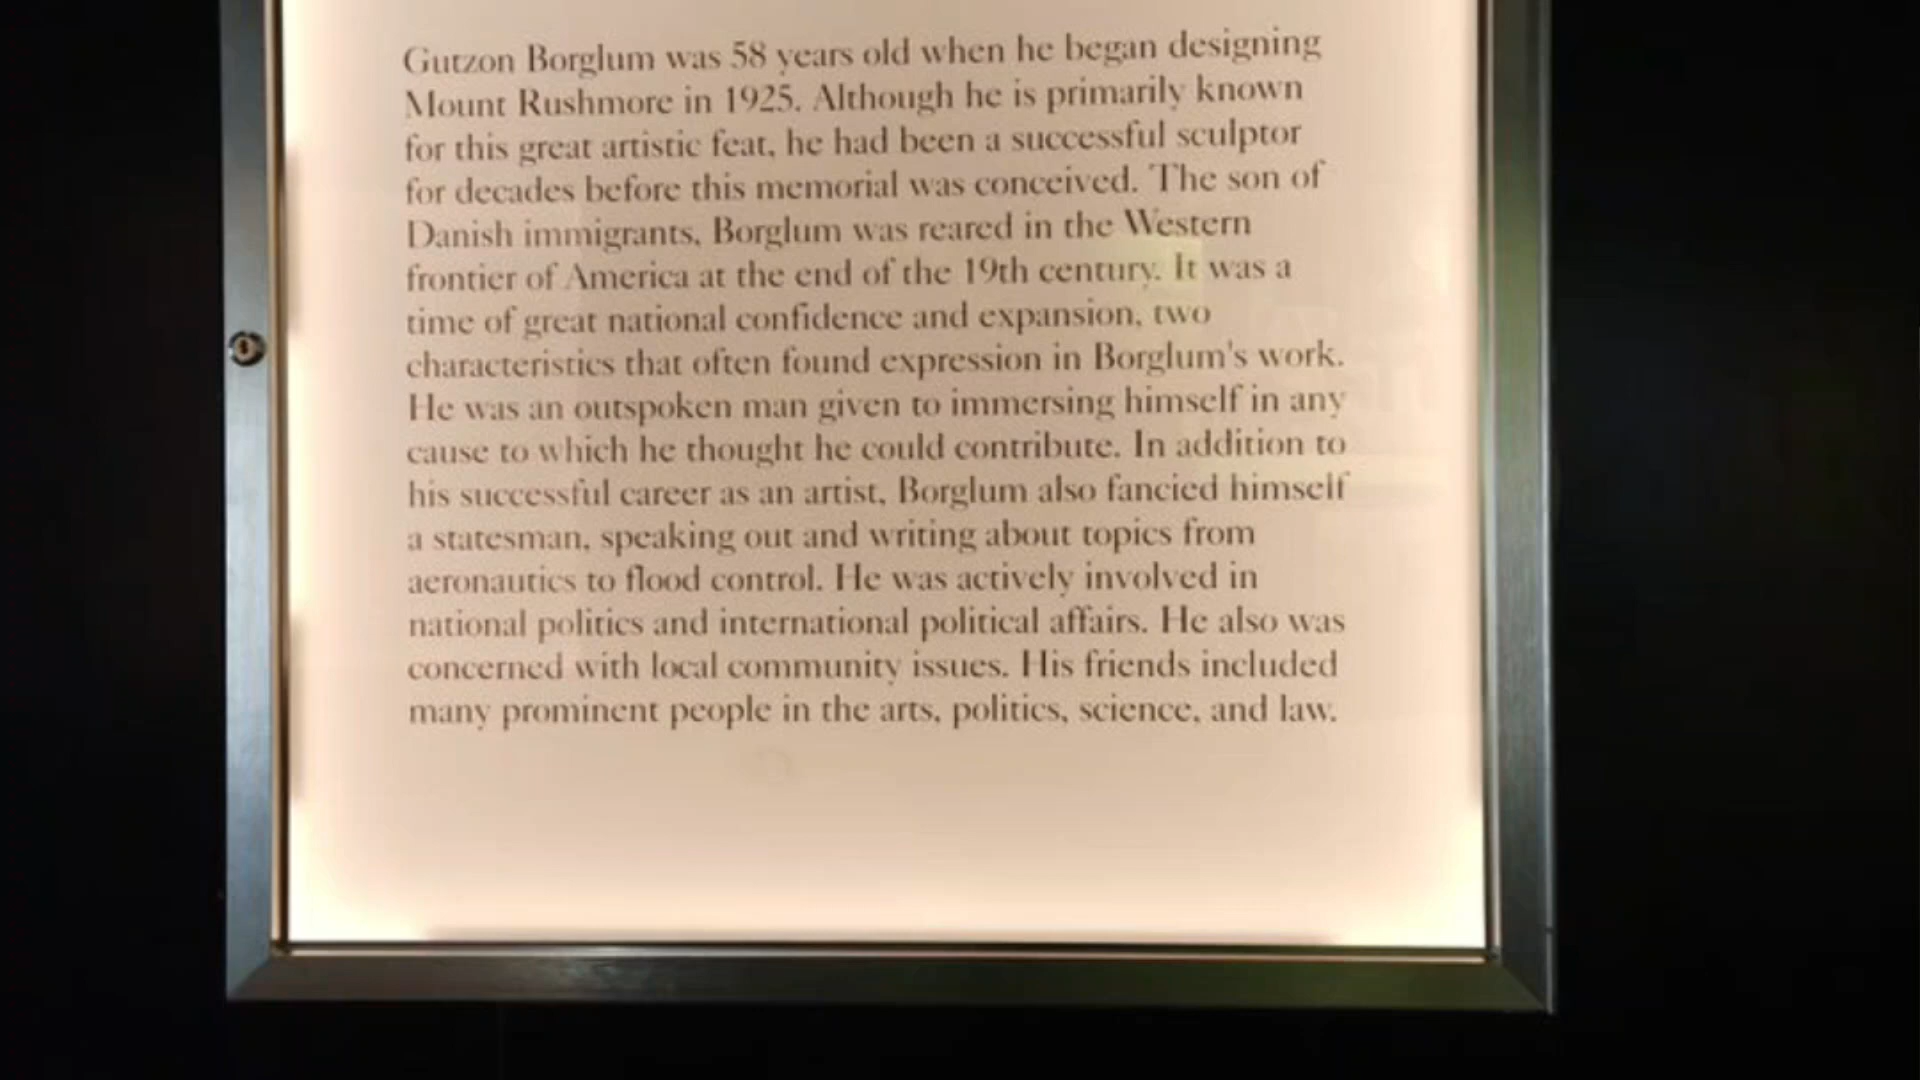 Gutzon Borglum was 58 years old when he began designing
Mount Rushmore in 1925. Although he is primarily known
for this great artistic feat, he had been a successful sculptor
for decades before this memorial was conceived. The son of
Danish immigrants, Borglum was reared in the Western
frontier of America at the end of the 19th century. It was a
time of great national confidence and expansion, two
characteristics that often found expression in Borglum's work.
He was an outspoken man given to immersing himself in any
cause to which he thought he could contribute. In addition to
his successful career as an artist, Borglum also fancied himself
a statesman, speaking out and writing about topics from
aeronautics to flood control. He was actively involved in
national politics and international political affairs. He also was
concerned with local community issues. His friends included
many prominent people in the arts, politics, science, and law.